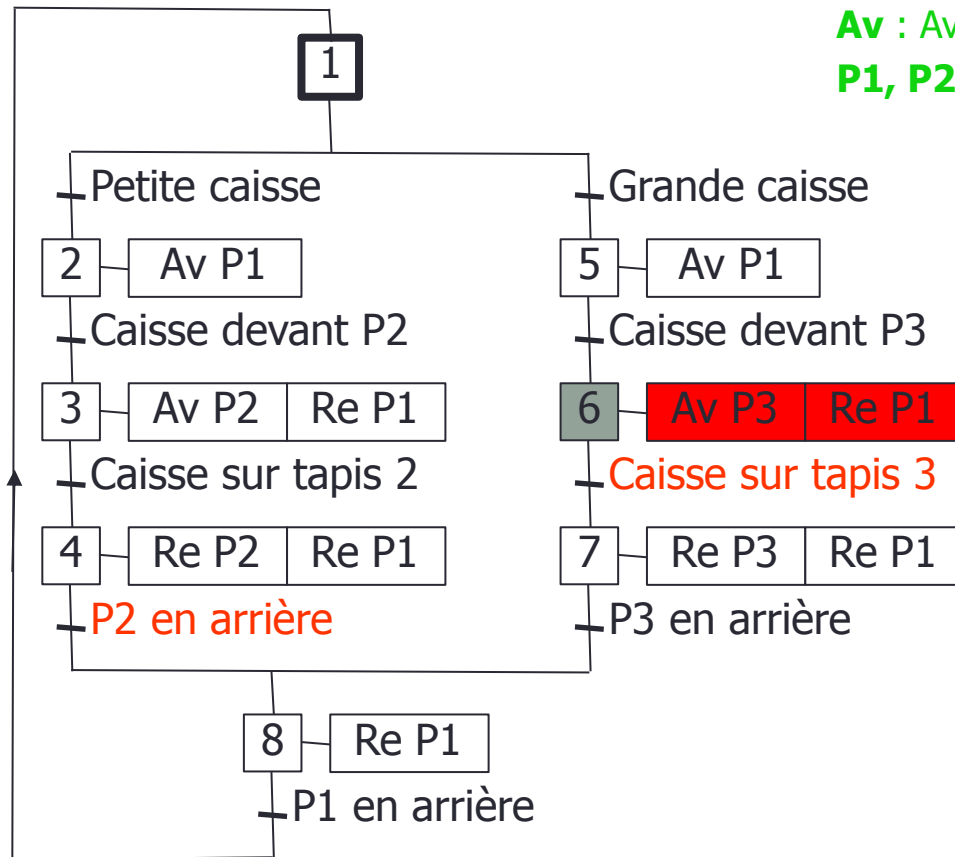 Av : Av
P1, P2
1
Petite caisse
Grande caisse
2 Av P1
5 Av P1
Caisse devant P2
Caisse devant P3
3 Av P2 Re P1
6 Av P3 Re P1
Caisse sur tapis 2
Caisse sur tapis 3
4 Re P2 Re P1
7 Re P3 Re P1
P2 en arrière
P3 en arrière
8 Re P1
P1 en arrière